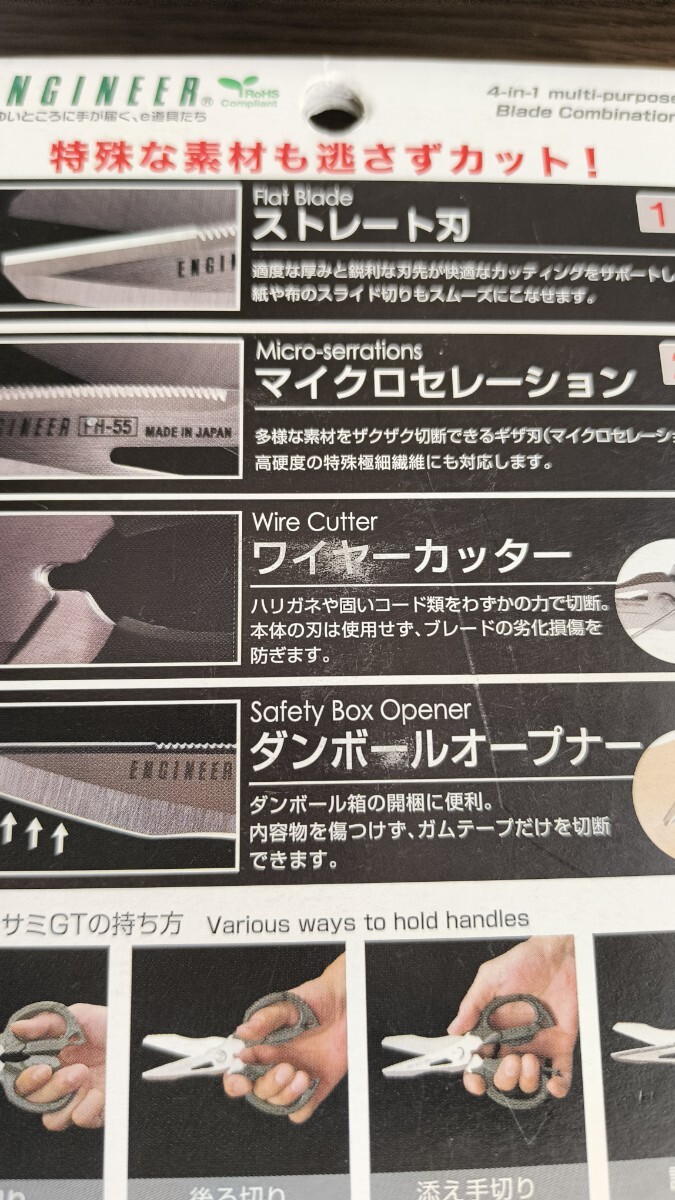 ENGINEER®
RoHS
Compliant
4-in-1 multi-purpose
Blade Combination
いところに手が届く、e道具たち
特殊な素材も逃さずカット!
Flat Blade
ストレート刃
1
適度な厚みと鋭利な刃先が快適なカッティングをサポートし
紙や布のスライド切りもスムーズにこなせます。
ENGI
Micro-serrations
マイクロセレーション
多様な素材をザクザク切断できるギザ刃(マイクロセレーシ
高硬度の特殊極細繊維にも対応します。
GINEER PH-55 MADE IN JAPAN
Wire Cutter
ワイヤーカッター
ハリガネや固いコード類をわずかの力で切断。
本体の刃は使用せず、ブレードの劣化損傷を
防ぎます。
Safety Box Opener
ダンボールオープナー
ENGINEER
ダンボール箱の開梱に便利。
内容物を傷つけず、ガムテープだけを切断
できます。
サミGTの持ち方 Various ways to hold handles
切り
後ろ切り
添え手切り